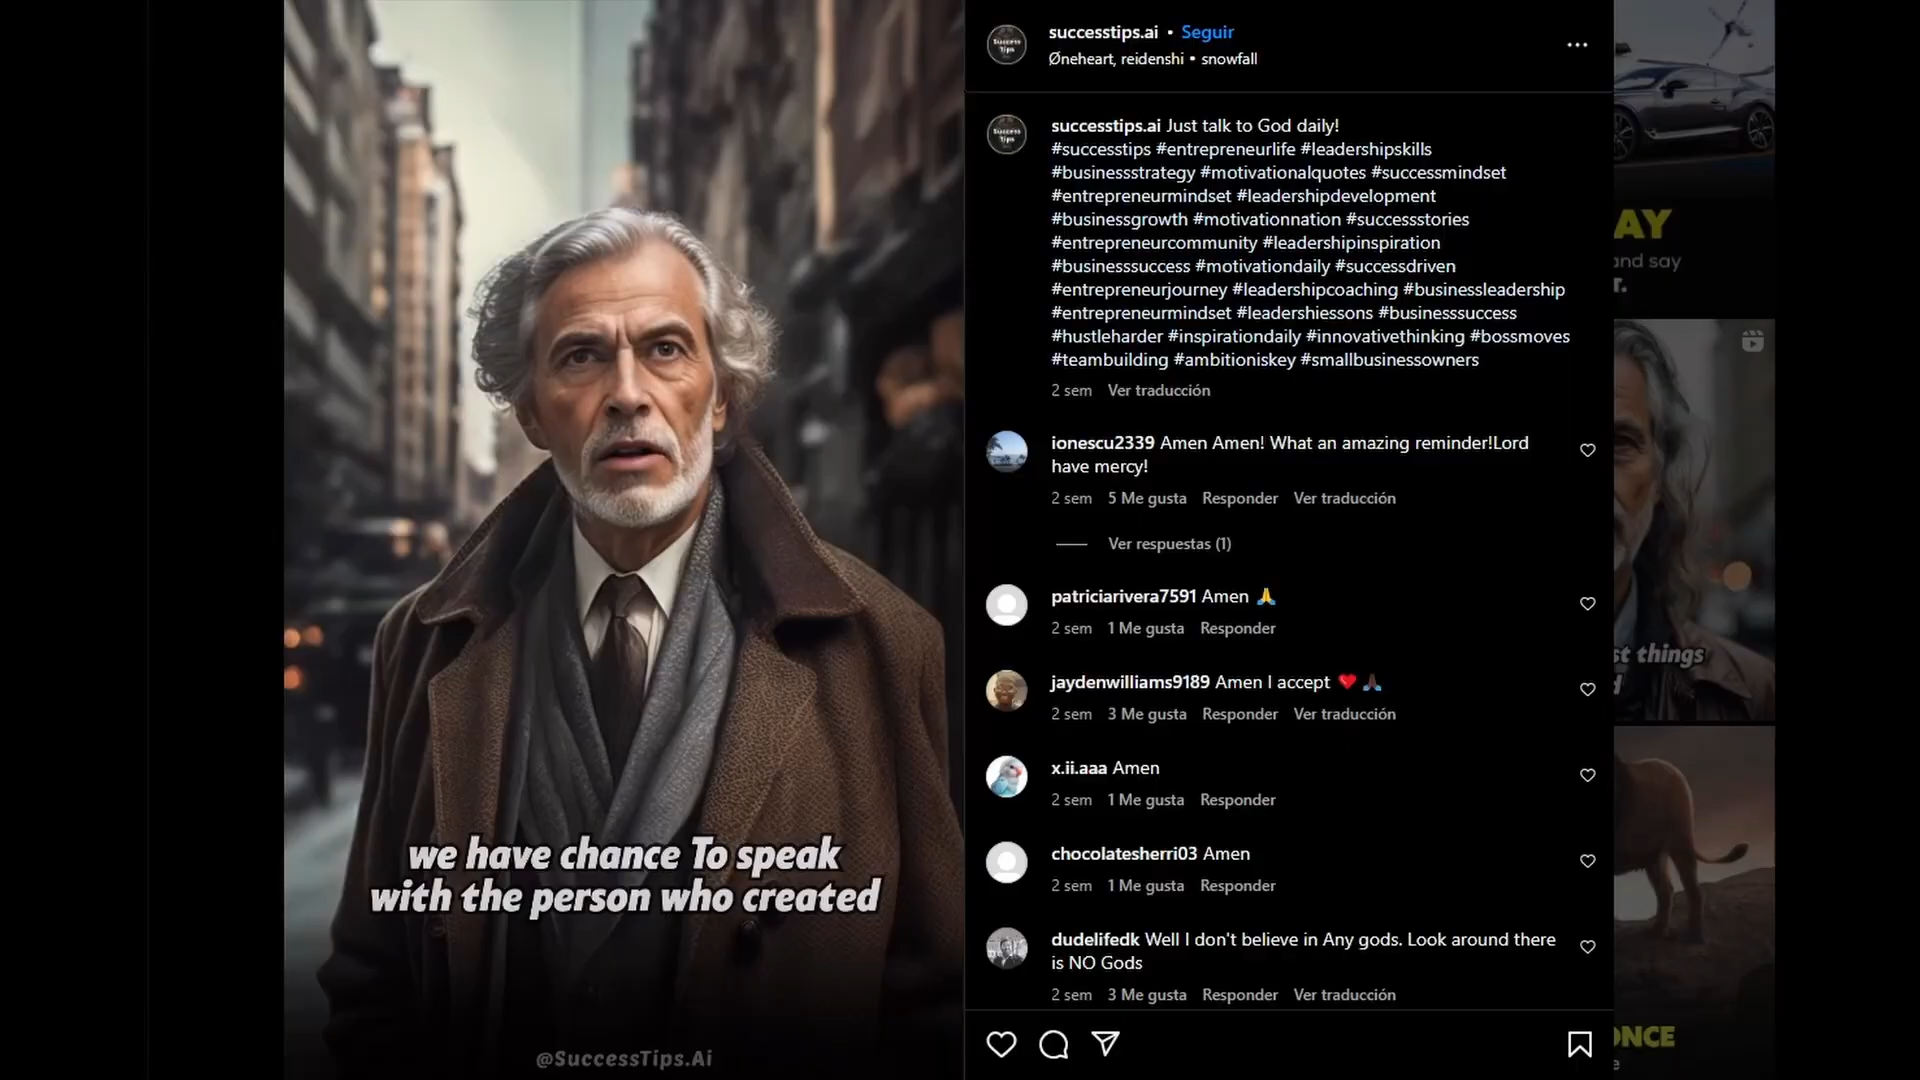 we have chance To speak
with the person who created
@SuccessTips.Ai
Success
Tips
successtips.ai • Seguir
Øneheart, reidenshi • snowfall
Success
Tips
successtips.ai Just talk to God daily!
#successtips #entrepreneurlife #leadershipskills
#businessstrategy #motivationalquotes #successmindset
#entrepreneurmindset #leadershipdevelopment
#businessgrowth #motivationnation #successstories
#entrepreneurcommunity #leadershipinspiration
#businesssuccess #motivationdaily #successdriven
#entrepreneurjourney #leadershipcoaching #businessleadership
#entrepreneurmindset #leadershiessons #businesssuccess
#hustleharder #inspirationdaily #innovativethinking #bossmoves
#teambuilding #ambitioniskey #smallbusinessowners
2 sem Ver traducción
ionescu2339 Amen Amen! What an amazing reminder!Lord
have mercy!
2 sem 5 Me gusta Responder Ver traducción
Ver respuestas (1)
patriciarivera7591 Amen 🙏
2 sem 1 Me gusta Responder
jaydenwilliams9189 Amen I accept ❤️ 🙏🏿
2 sem 3 Me gusta Responder Ver traducción
x.ii.aaa Amen
2 sem 1 Me gusta Responder
chocolatesherri03 Amen
2 sem 1 Me gusta Responder
dudelifedk Well I don't believe in Any gods. Look around there
is NO Gods
2 sem 3 Me gusta Responder Ver traducción
AY
and say
r.
st things
d
ONCE
e